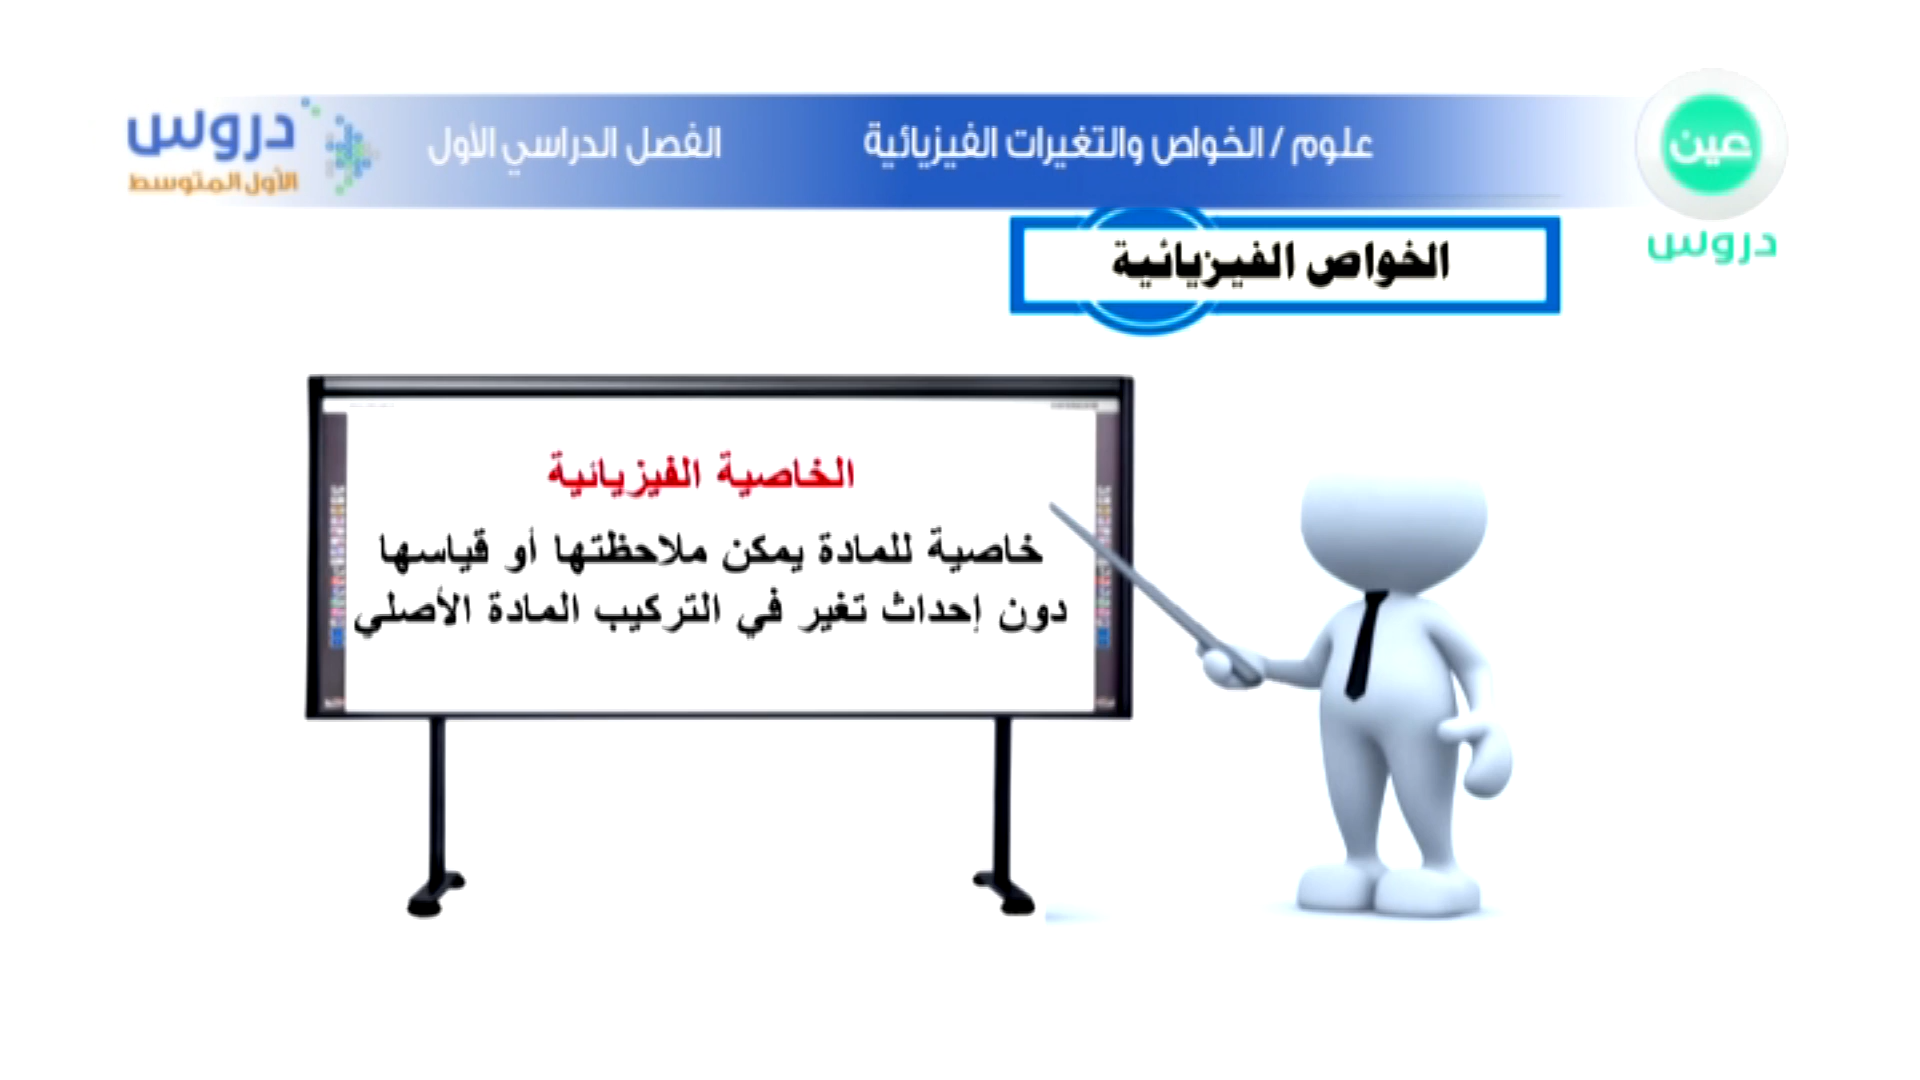 عين
دروس
علوم / الخواص والتغيرات الفيزيائية
الفصل الدراسي الأول
دروس
الأول المتوسط
الخواص الفيزيائية
الخاصية الفيزيائية
خاصية للمادة يمكن ملاحظتها أو قياسها
دون إحداث تغير في التركيب المادة الأصلي